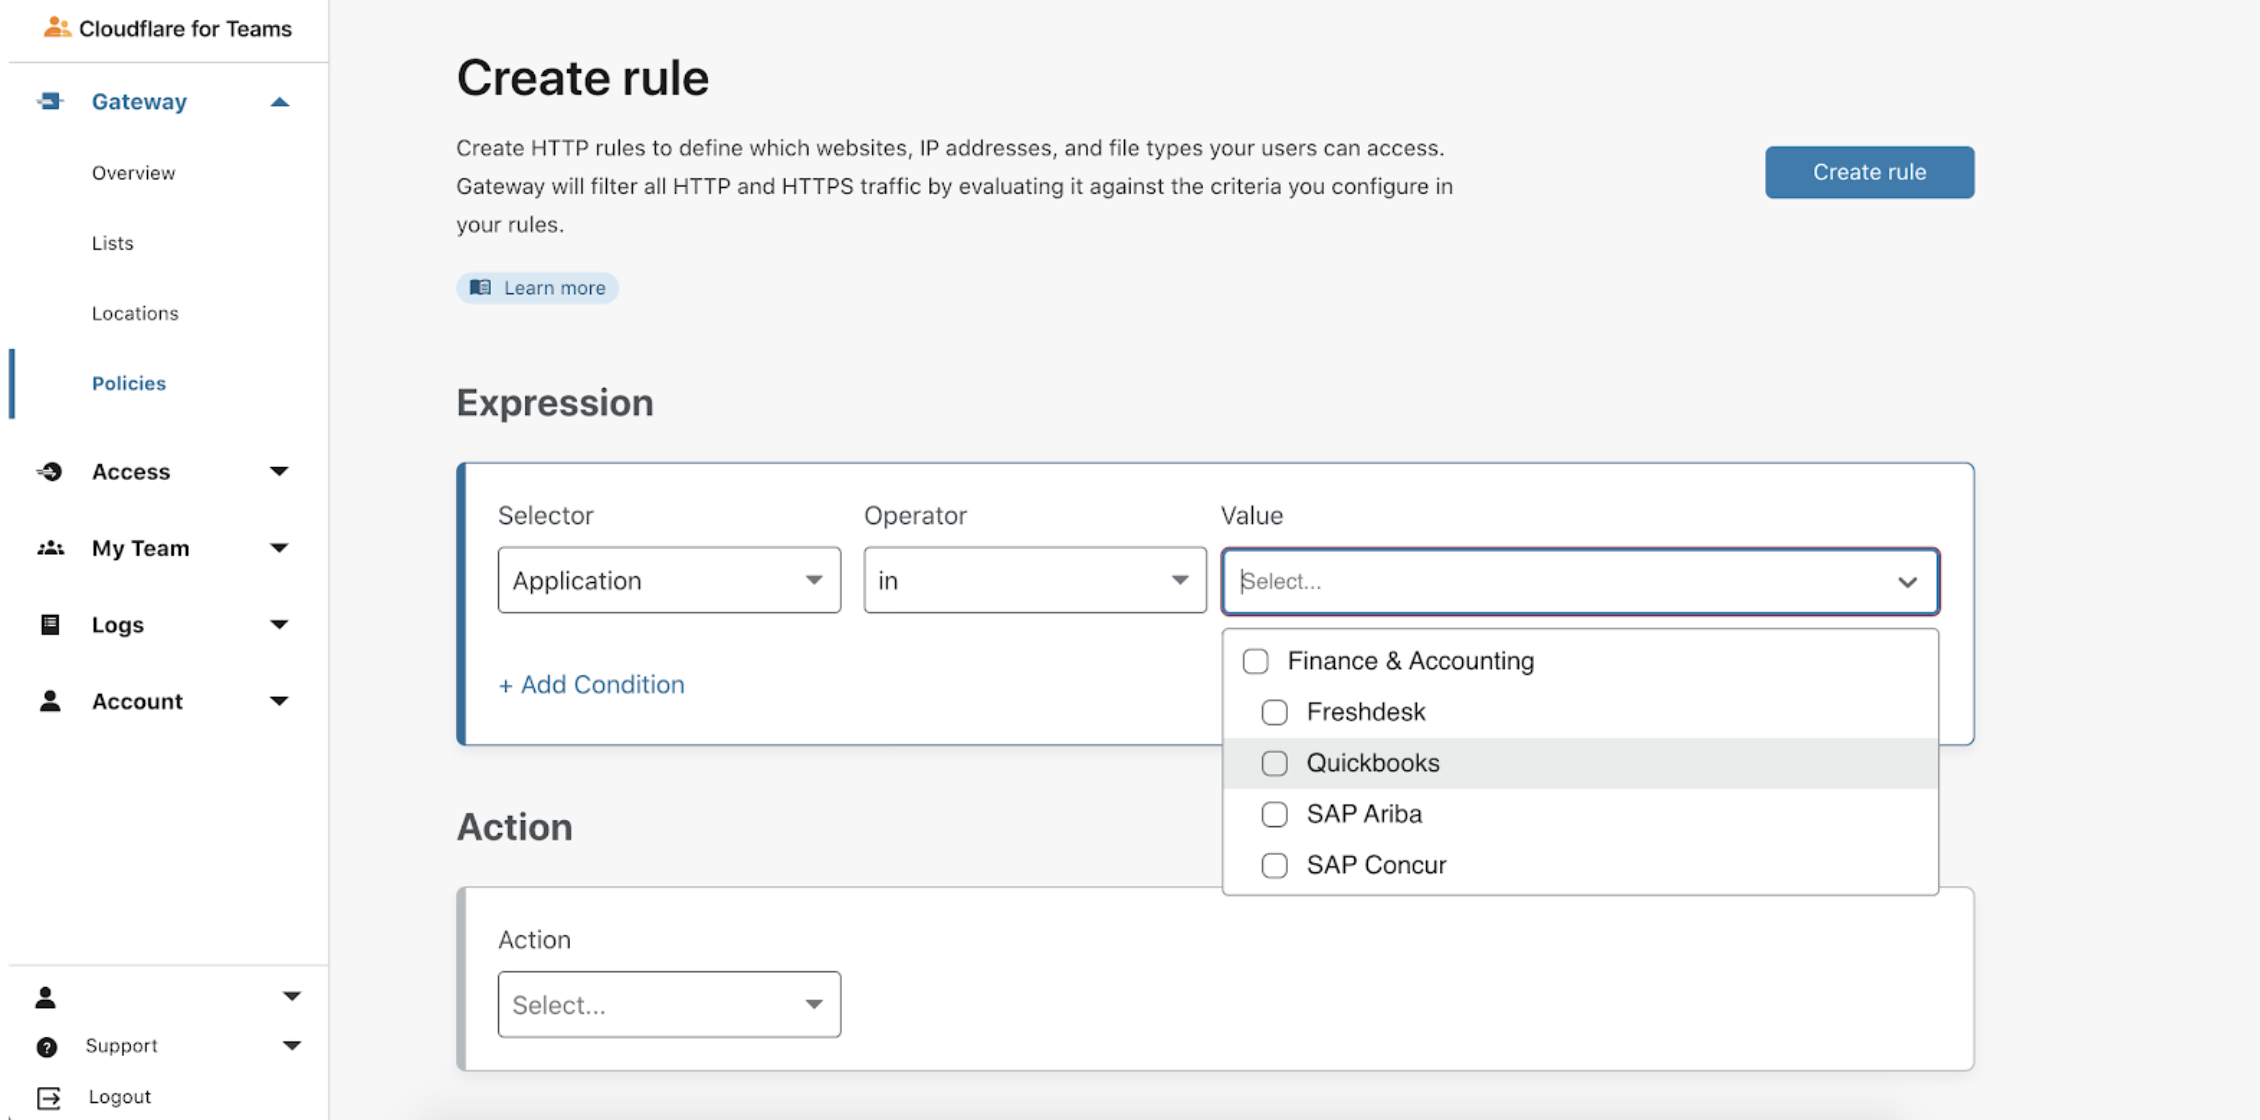 Cloudflare for Teams
Gateway
Overview
Lists
Locations
Policies
Access
My Team
Logs
Account
Support
Logout
Create rule
Create HTTP rules to define which websites, IP addresses, and file types your users can access.
Gateway will filter all HTTP and HTTPS traffic by evaluating it against the criteria you configure in
your rules.
Create rule
Learn more
Expression
Selector
Operator
Value
Application
in
Select...
+ Add Condition
Finance & Accounting
Freshdesk
Quickbooks
SAP Ariba
SAP Concur
Action
Action
Select...